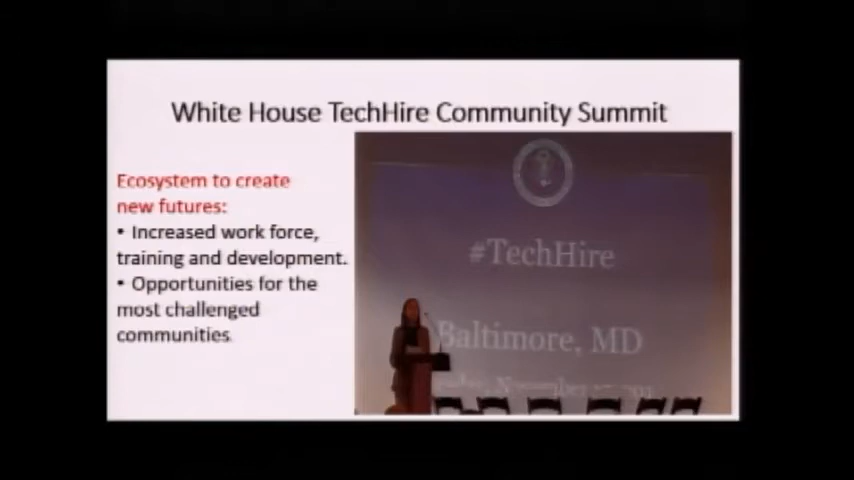 White House TechHire Community Summit
Ecosystem to create
new futures:
• Increased work force,
training and development.
• Opportunities for the
most challenged
communities
#TechHire
Baltimore, MD
November